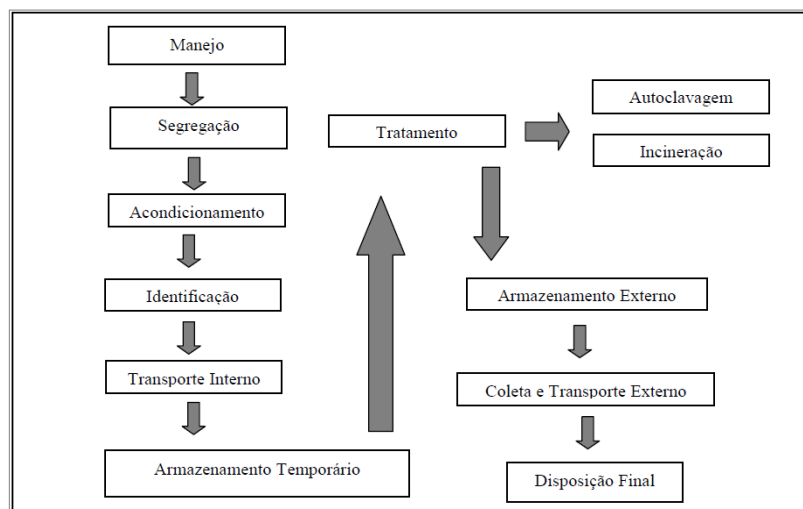 Manejo
Segregação
Acondicionamento
Identificação
Transporte Interno
Armazenamento Temporário
Tratamento
Autoclavagem
Incineração
Armazenamento Externo
Coleta e Transporte Externo
Disposição Final